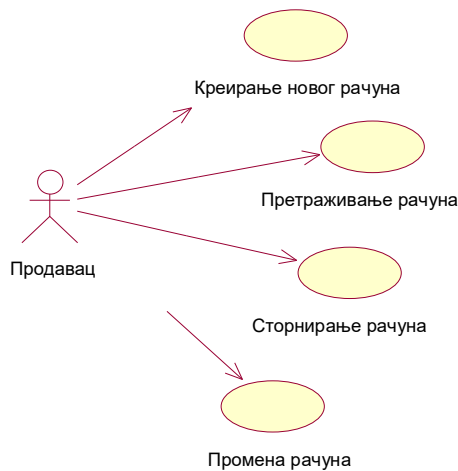 Креирање новог рачуна
Претраживање рачуна
Продавац
Сторнирање рачуна
Промена рачуна